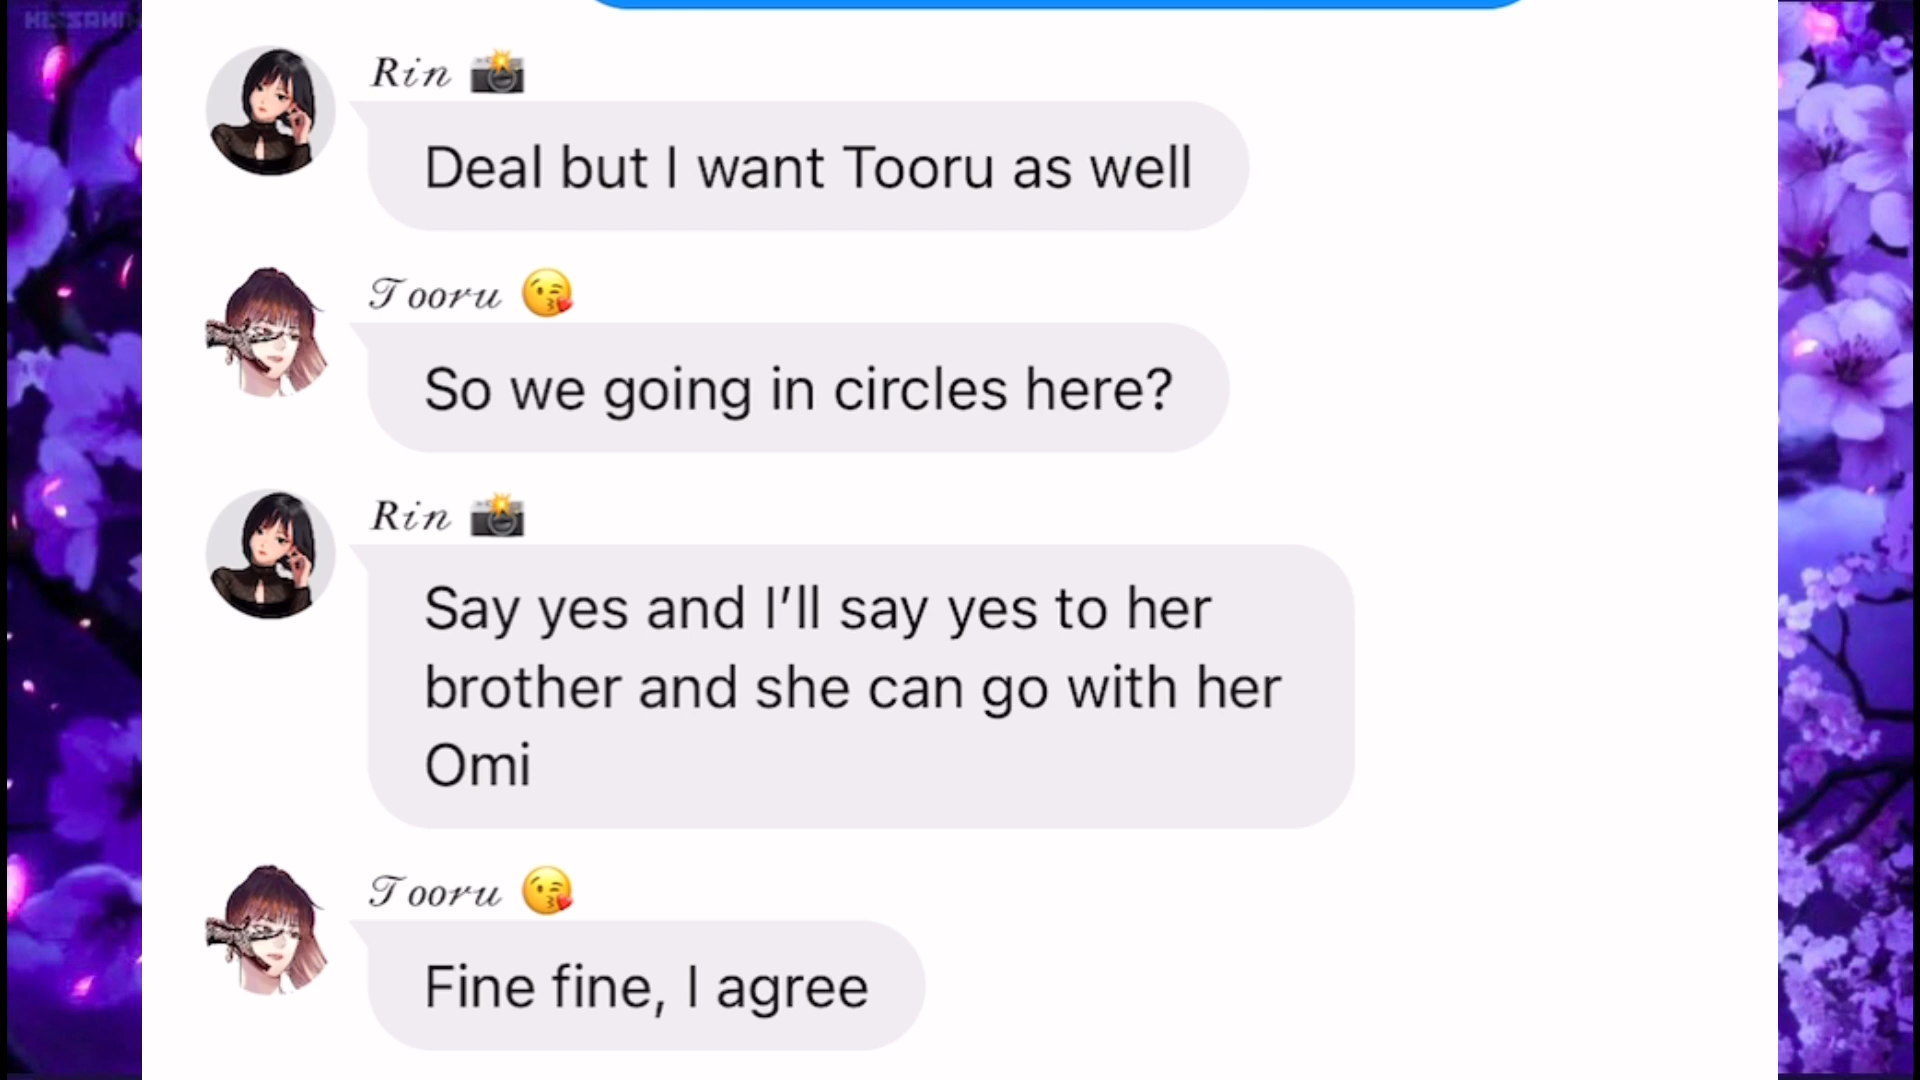 Rin 📸
Deal but I want Tooru as well
Tooru 😘
So we going in circles here?
Rin 📸
Say yes and I’ll say yes to her
brother and she can go with her
Omi
Tooru 😘
Fine fine, I agree